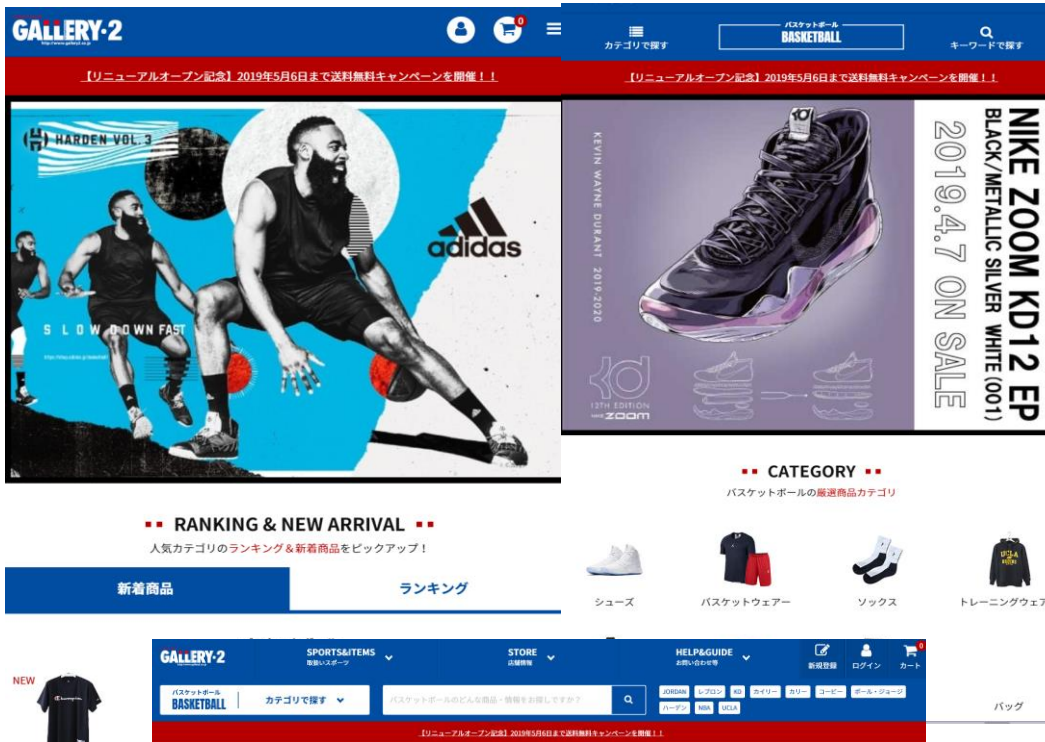 GALLERY・2
http://www.gallery2.co.jp
0
【リニューアルオープン記念】2019年5月6日まで送料無料キャンペーンを開催！！
HARDEN VOL. 3
adidas
SLOW DOWN FAST
RANKING & NEW ARRIVAL
人気カテゴリのランキング＆新着商品をピックアップ！
新着商品
ランキング
NEW
Champion
カテゴリで探す
バスケットボール
BASKETBALL
キーワードで探す
【リニューアルオープン記念】2019年5月6日まで送料無料キャンペーンを開催！！
KEVIN WAYNE DURANT 2019-2020
NIKE ZOOM KD12 EP
BLACK/METALLIC SILVER WHITE (001)
2019.4.7 ON SALE
KD
12TH EDITION
ZOOM
CATEGORY
バスケットボールの厳選商品カテゴリ
シューズ
バスケットウェアー
ソックス
トレーニングウェア
UCLA
バッグ
GALLERY・2
SPORTS&ITEMS
取扱いスポーツ
STORE
店舗情報
HELP&GUIDE
お問い合わせ等
新規登録
ログイン
カート
0
バスケットボール
BASKETBALL
カテゴリで探す
バスケットボールのどんな商品・情報をお探しですか？
JORDAN レブロン KD カイリー カリー コービー ポール・ジョージ
ハーデン NBA UCLA
【リニューアルオープン記念】2019年5月6日まで送料無料キャンペーンを開催！！